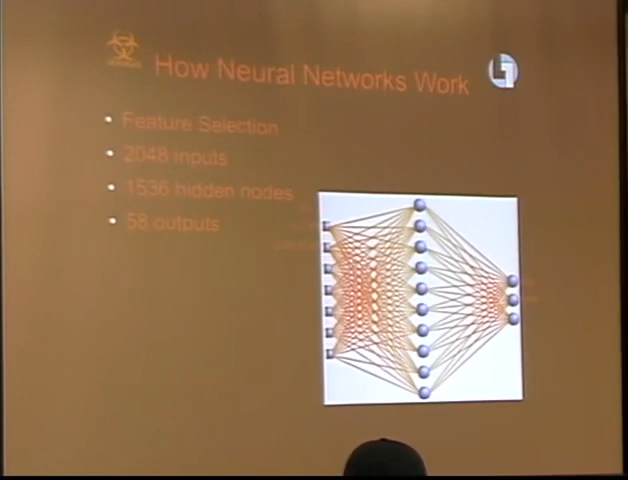 How Neural Networks Work
Feature Selection
2048 inputs
1536 hidden nodes
58 outputs